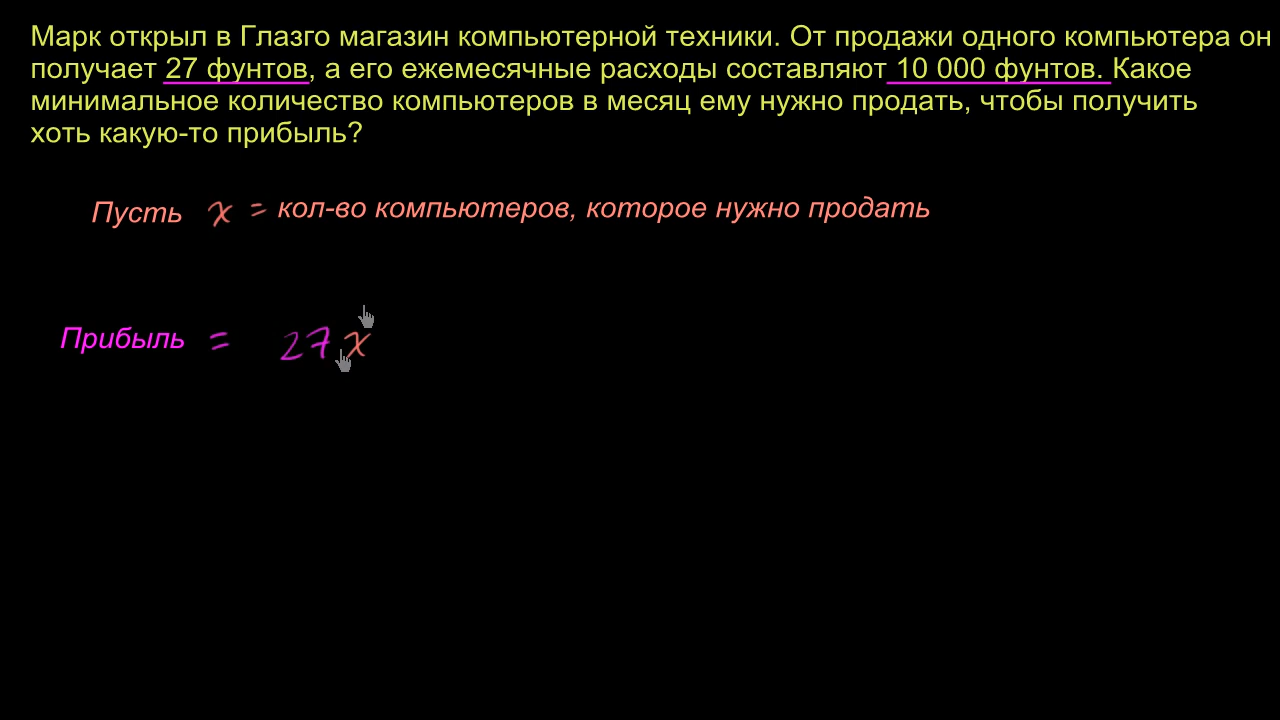 Марк открыл в Глазго магазин компьютерной техники. От продажи одного компьютера он
получает 27 фунтов, а его ежемесячные расходы составляют 10 000 фунтов. Какое
минимальное количество компьютеров в месяц ему нужно продать, чтобы получить
хоть какую-то прибыль?
Пусть x = кол-во компьютеров, которое нужно продать
Прибыль = 27x